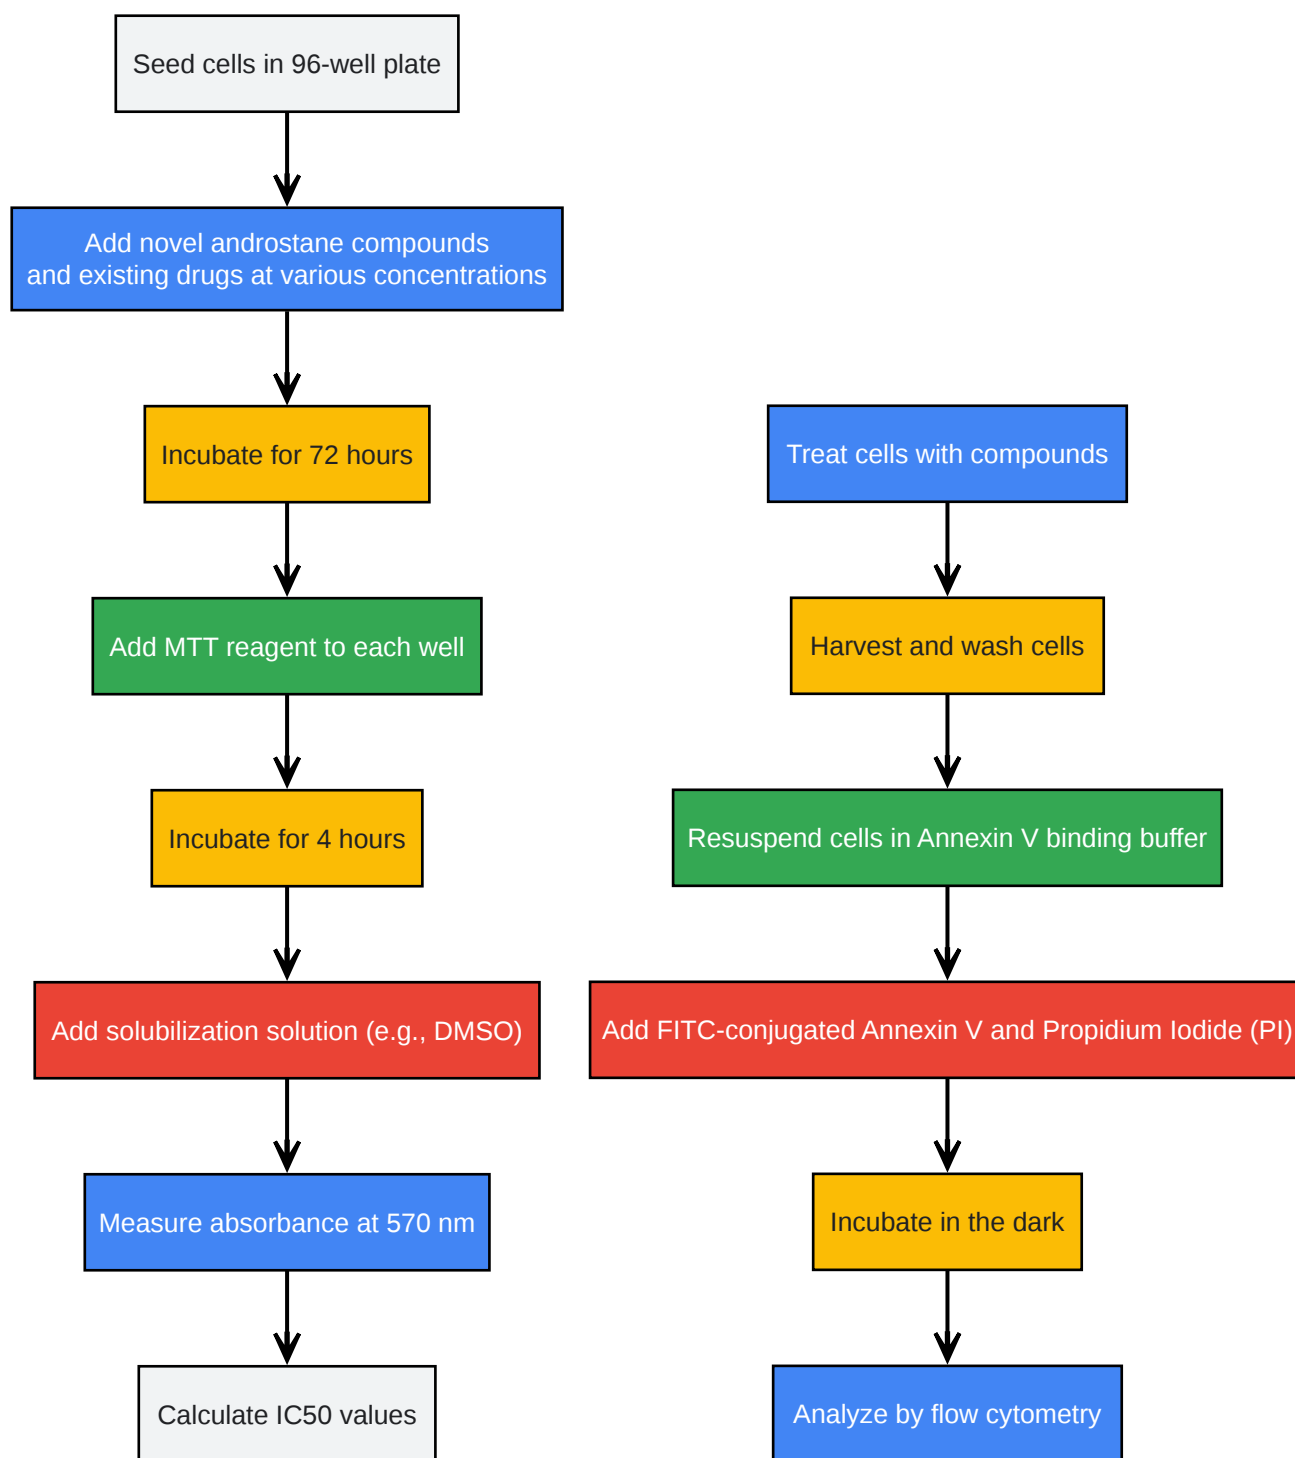 Seed cells in 96-well plate
Add novel androstane compounds
and existing drugs at various concentrations
Incubate for 72 hours
Add MTT reagent to each well
Incubate for 4 hours
Add solubilization solution (e.g., DMSO)
Measure absorbance at 570 nm
Calculate IC50 values
Treat cells with compounds
Harvest and wash cells
Resuspend cells in Annexin V binding buffer
Add FITC-conjugated Annexin V and Propidium Iodide (PI)
Incubate in the dark
Analyze by flow cytometry